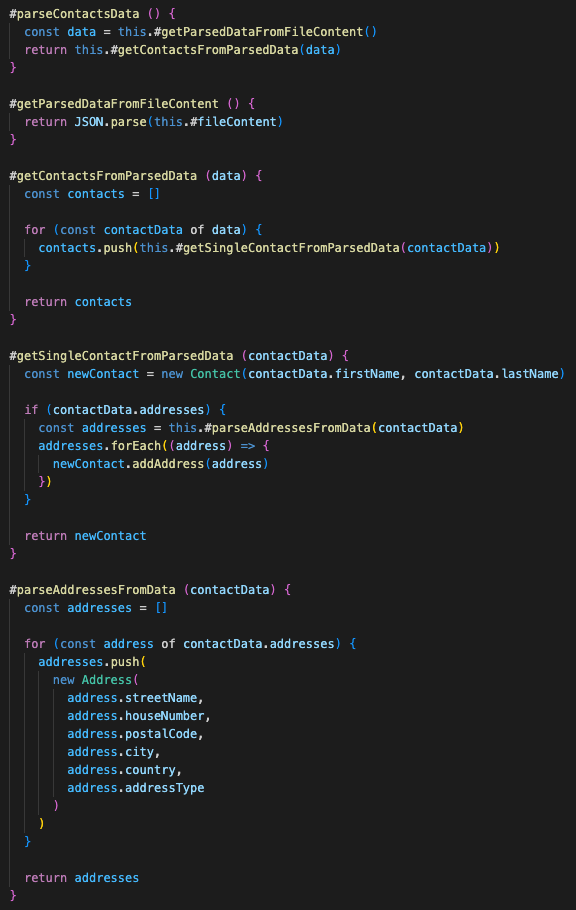 #parseContactsData () {
  const data = this.#getParsedDataFromFileContent()
  return this.#getContactsFromParsedData(data)
}

#getParsedDataFromFileContent () {
  return JSON.parse(this.#fileContent)
}

#getContactsFromParsedData (data) {
  const contacts = []

  for (const contactData of data) {
    contacts.push(this.#getSingleContactFromParsedData(contactData))
  }

  return contacts
}

#getSingleContactFromParsedData (contactData) {
  const newContact = new Contact(contactData.firstName, contactData.lastName)

  if (contactData.addresses) {
    const addresses = this.#parseAddressesFromData(contactData)
    addresses.forEach((address) => {
      newContact.addAddress(address)
    })
  }

  return newContact
}

#parseAddressesFromData (contactData) {
  const addresses = []

  for (const address of contactData.addresses) {
    addresses.push(
      new Address(
        address.streetName,
        address.houseNumber,
        address.postalCode,
        address.city,
        address.country,
        address.addressType
      )
    )
  }

  return addresses
}